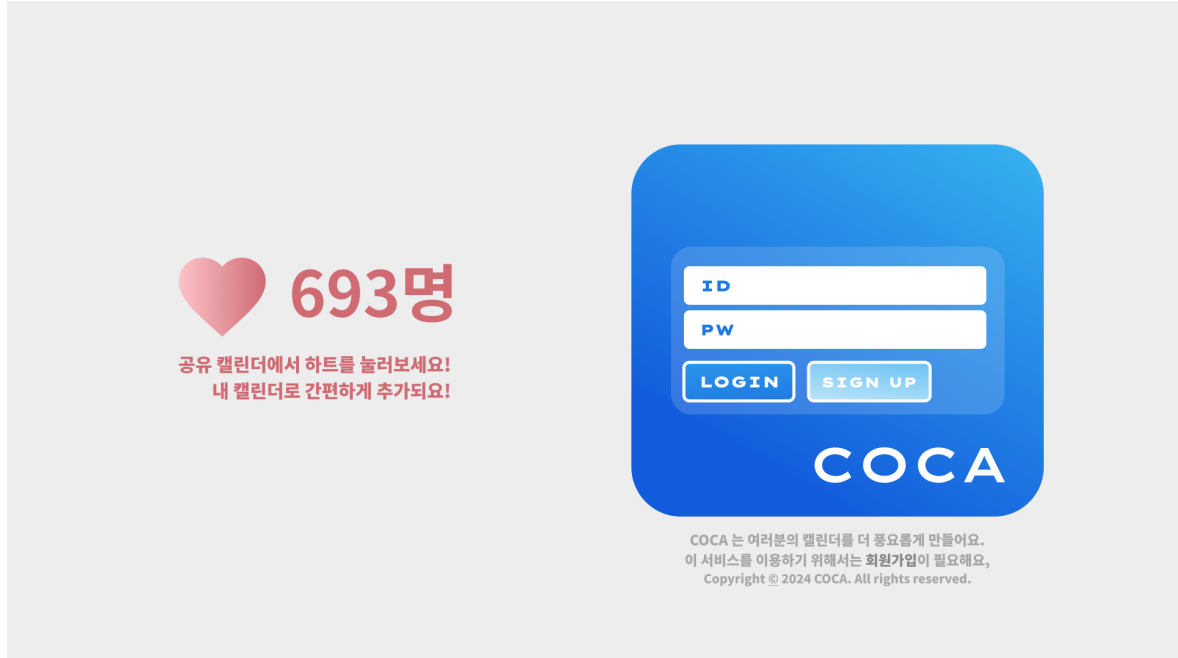 693명
공유 캘린더에서 하트를 눌러보세요!
내 캘린더로 간편하게 추가되요!
ID
PW
LOGIN
SIGN UP
COCA
COCA 는 여러분의 캘린더를 더 풍요롭게 만들어요.
이 서비스를 이용하기 위해서는 회원가입이 필요해요,
Copyright © 2024 COCA. All rights reserved.